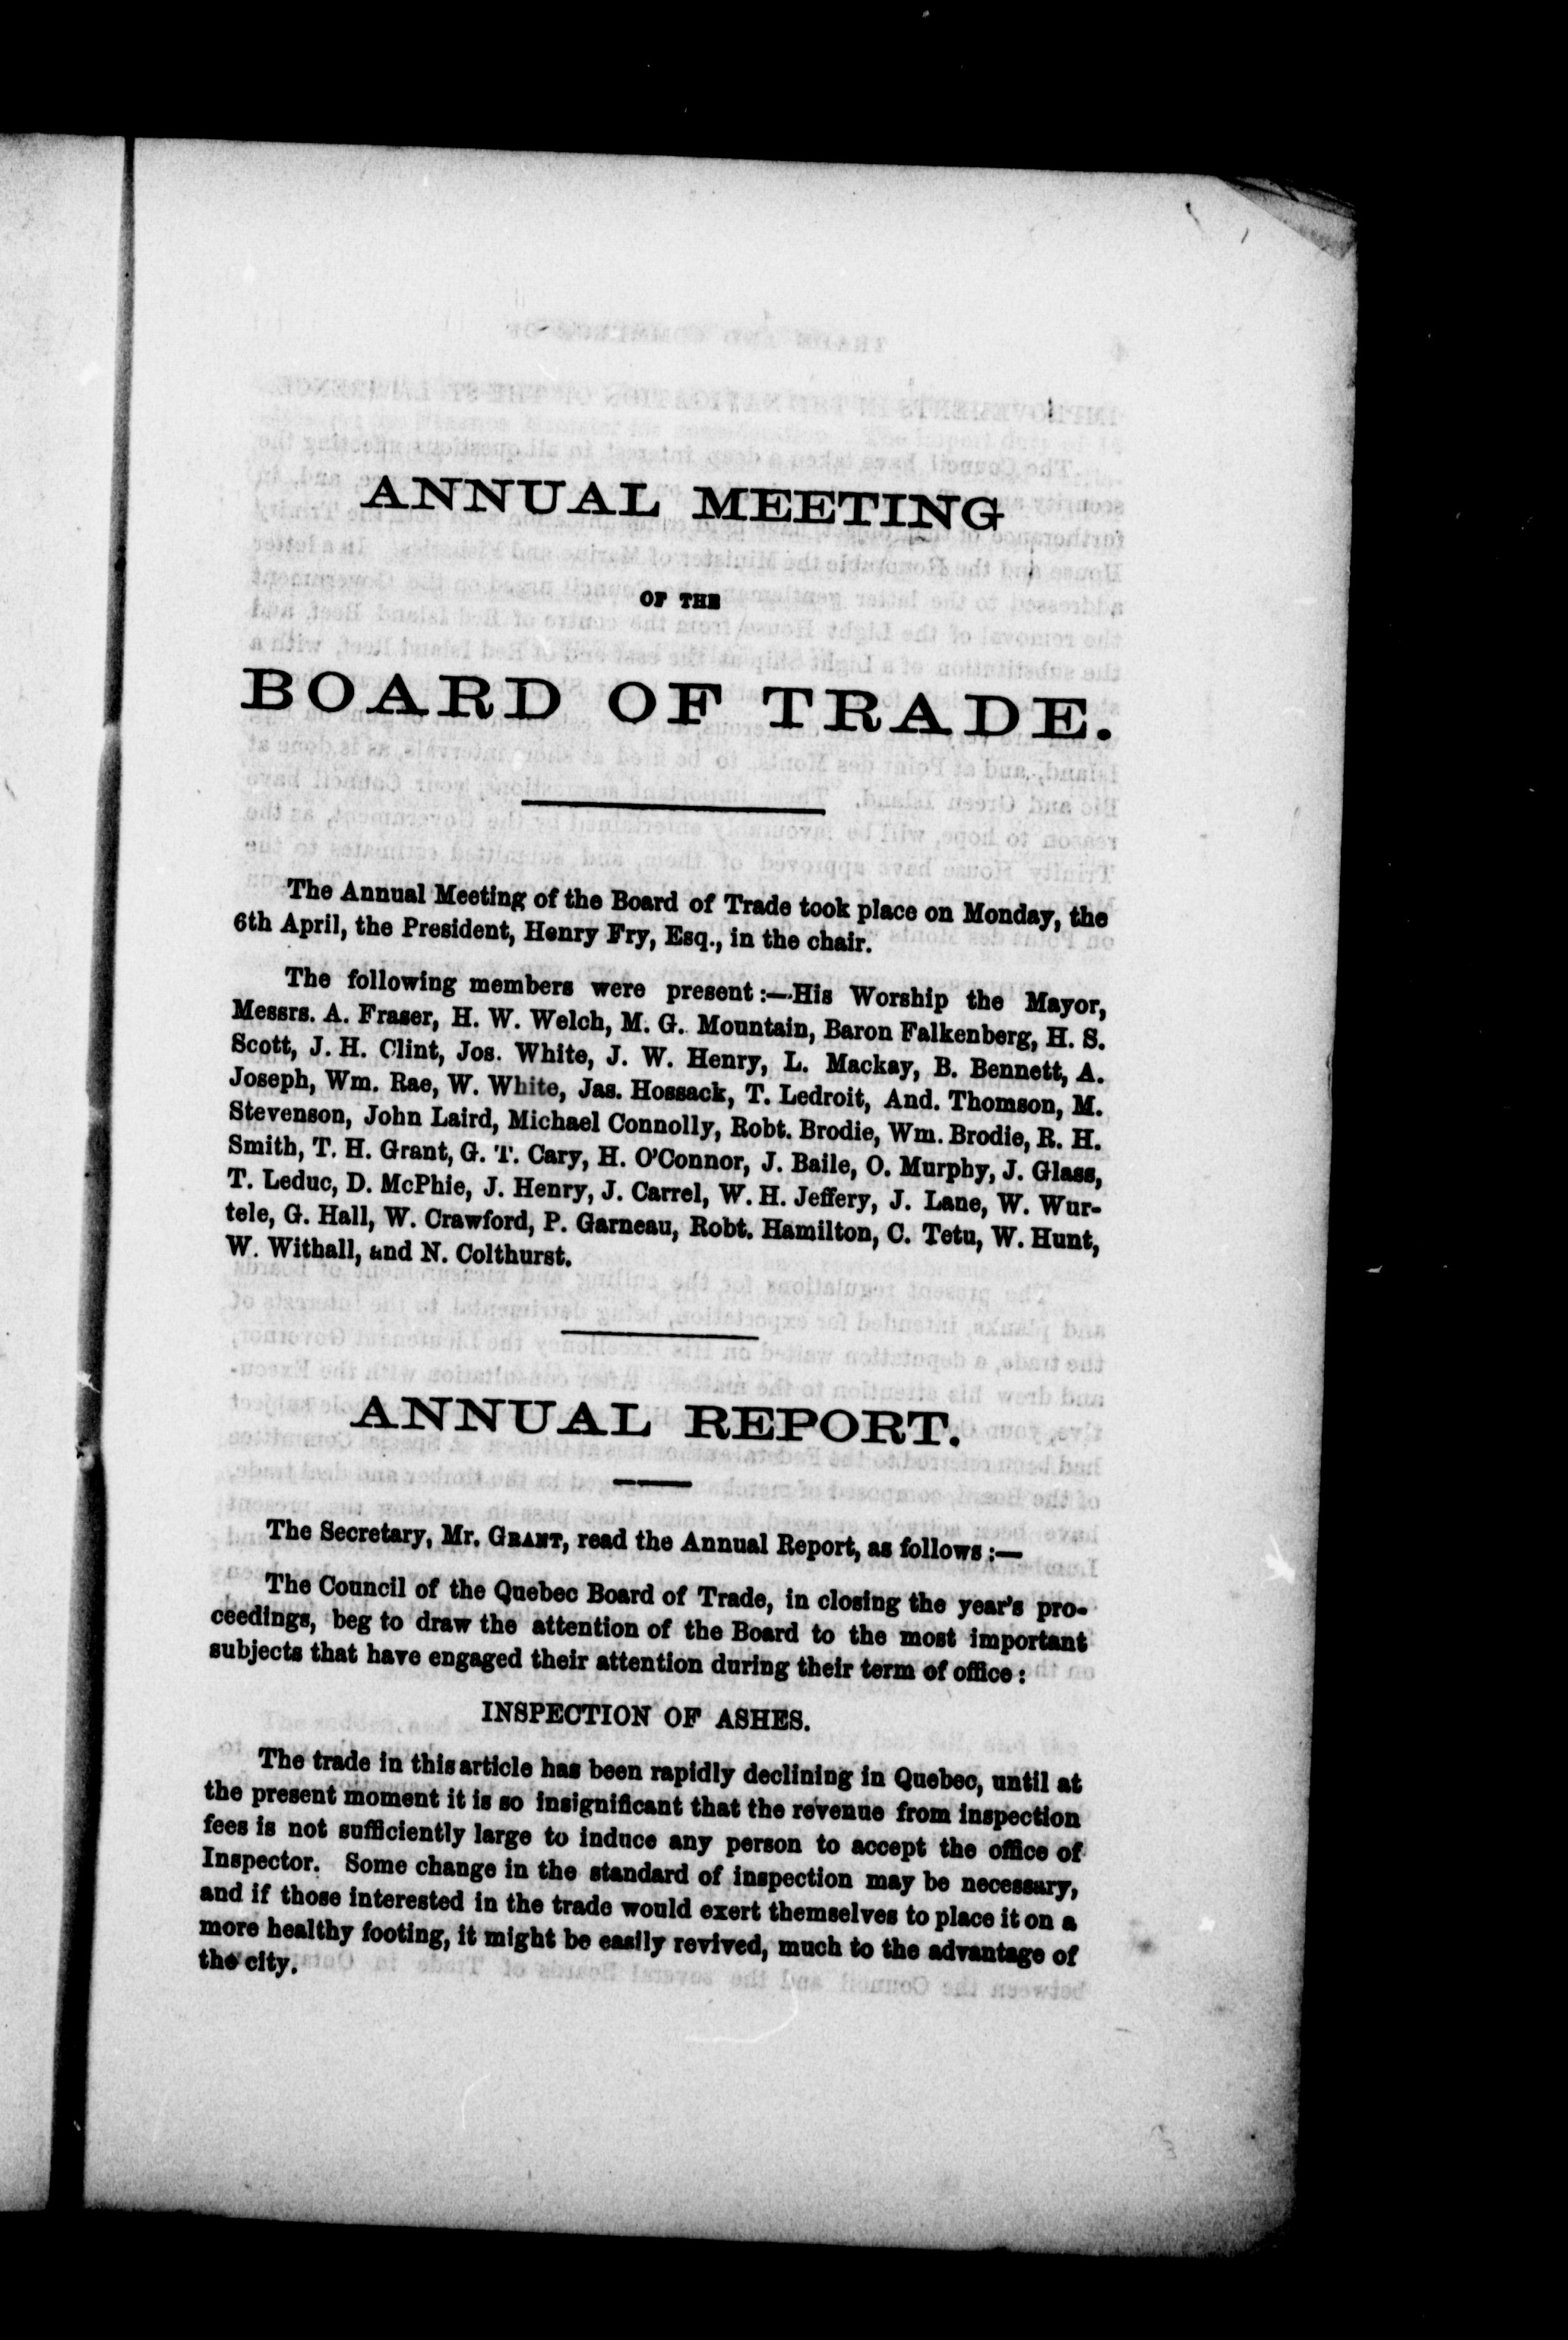 ANNUAL MEETING
OF THE
BOARD OF TRADE.
The Annual Meeting of the Board of Trade took place on Monday, the
6th April, the President, Henry Fry, Esq., in the chair.
The following members were present :—His Worship the Mayor,
Messrs. A. Fraser, H. W. Welch, M. G. Mountain, Baron Falkenberg, H. S.
Scott, J. H. Clint, Jos. White, J. W. Henry, L. Mackay, B. Bennett, A.
Joseph, Wm. Rae, W. White, Jas. Hossack, T. Ledroit, And. Thomson, M.
Stevenson, John Laird, Michael Connolly, Robt. Brodie, Wm. Brodie, R. H.
Smith, T. H. Grant, G. T. Cary, H. O'Connor, J. Baile, O. Murphy, J. Glass,
T. Leduc, D. McPhie, J. Henry, J. Carrel, W. H. Jeffery, J. Lane, W. Wur-
tele, G. Hall, W. Crawford, P. Garneau, Robt. Hamilton, C. Tetu, W. Hunt,
W. Withall, and N. Colthurst.
ANNUAL REPORT.
The Secretary, Mr. GRANT, read the Annual Report, as follows :—
The Council of the Quebec Board of Trade, in closing the year's pro-
ceedings, beg to draw the attention of the Board to the most important
subjects that have engaged their attention during their term of office :
INSPECTION OF ASHES.
The trade in this article has been rapidly declining in Quebec, until at
the present moment it is so insignificant that the revenue from inspection
fees is not sufficiently large to induce any person to accept the office of
Inspector. Some change in the standard of inspection may be necessary,
and if those interested in the trade would exert themselves to place it on a
more healthy footing, it might be easily revived, much to the advantage of
the city.